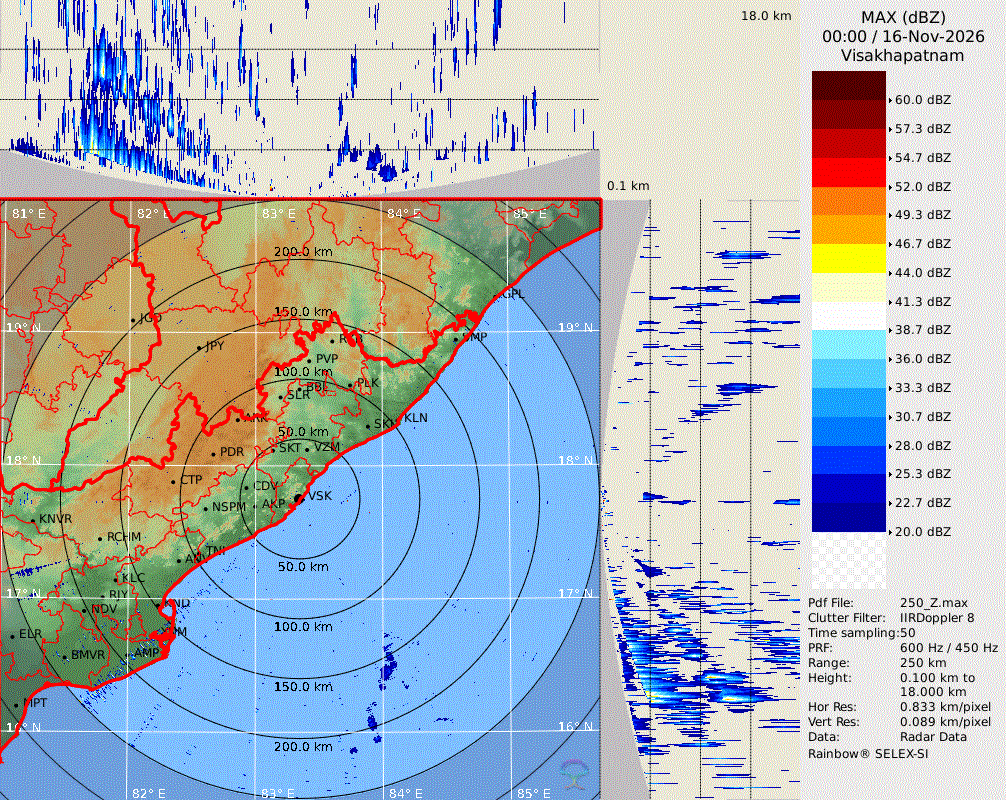 18.0 km
MAX (dBZ)
00:00 / 16-Nov-2026
Visakhapatnam
60.0 dBZ
57.3 dBZ
54.7 dBZ
52.0 dBZ
49.3 dBZ
46.7 dBZ
44.0 dBZ
41.3 dBZ
38.7 dBZ
36.0 dBZ
33.3 dBZ
30.7 dBZ
28.0 dBZ
25.3 dBZ
22.7 dBZ
20.0 dBZ
0.1 km
81° E
82° E
83° E
84° E
85° E
200.0 km
GPL
150.0 km
JGD
19° N
19° N
JPY
PVP
100.0 km
BBL
PLK
SLR
KLN
50.0 km
PDR
SKT
VZM
18° N
18° N
CTP
CDV
VSK
NSPM
AKP
KNVR
RCHM
TNI
50.0 km
KLC
RJY
17° N
17° N
NDV
KND
100.0 km
ELR
BMVR
AMP
150.0 km
MPT
16° N
16° N
200.0 km
82° E
83° E
84° E
85° E
Pdf File: 250_Z.max
Clutter Filter: IIRDoppler 8
Time sampling:50
PRF: 600 Hz / 450 Hz
Range: 250 km
Height: 0.100 km to
18.000 km
Hor Res: 0.833 km/pixel
Vert Res: 0.089 km/pixel
Data: Radar Data
Rainbow® SELEX-SI